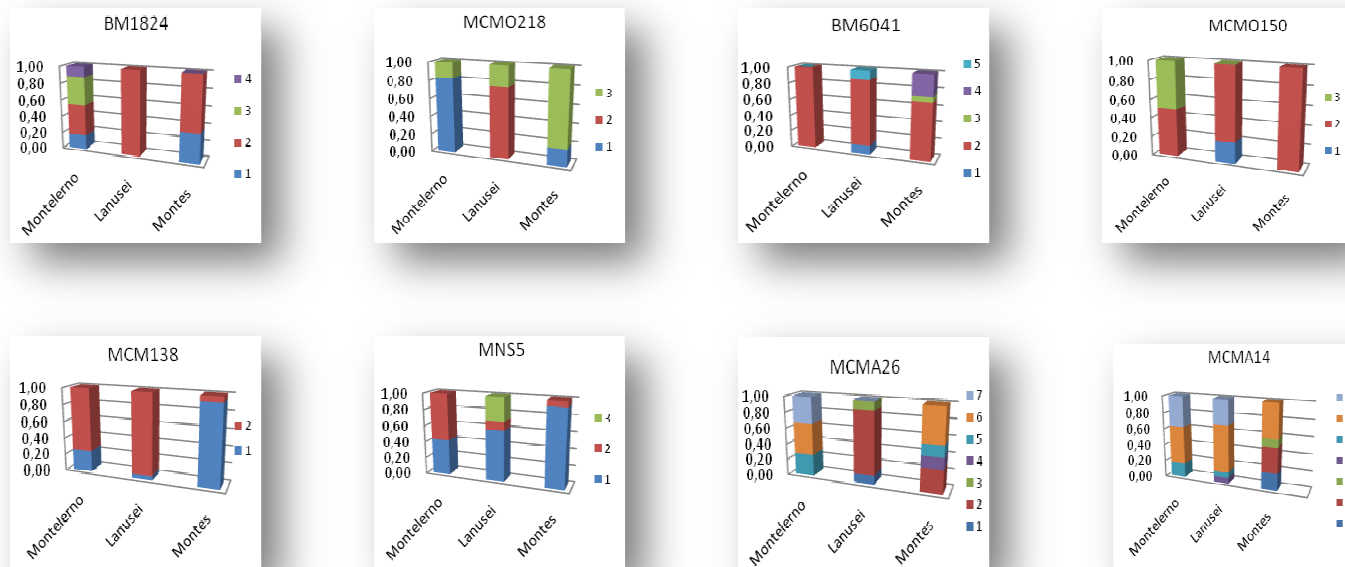 BM1824
1,00
0,80
0,60
0,40
0,20
0,00
Montelerno
Lanusei
Montes
4
3
2
1
MCMO218
1,00
0,80
0,60
0,40
0,20
0,00
Montelerno
Lanusei
Montes
3
2
1
BM6041
1,00
0,80
0,60
0,40
0,20
0,00
Montelerno
Lanusei
Montes
5
4
3
2
1
MCMO150
1,00
0,80
0,60
0,40
0,20
0,00
Montelerno
Lanusei
Montes
3
2
1
MCM138
1,00
0,80
0,60
0,40
0,20
0,00
Montelerno
Lanusei
Montes
2
1
MNS5
1,00
0,80
0,60
0,40
0,20
0,00
Montelerno
Lanusei
Montes
3
2
1
MCMA26
1,00
0,80
0,60
0,40
0,20
0,00
Montelerno
Lanusei
Montes
7
6
5
4
3
2
1
MCMA14
1,00
0,80
0,60
0,40
0,20
0,00
Montelerno
Lanusei
Montes